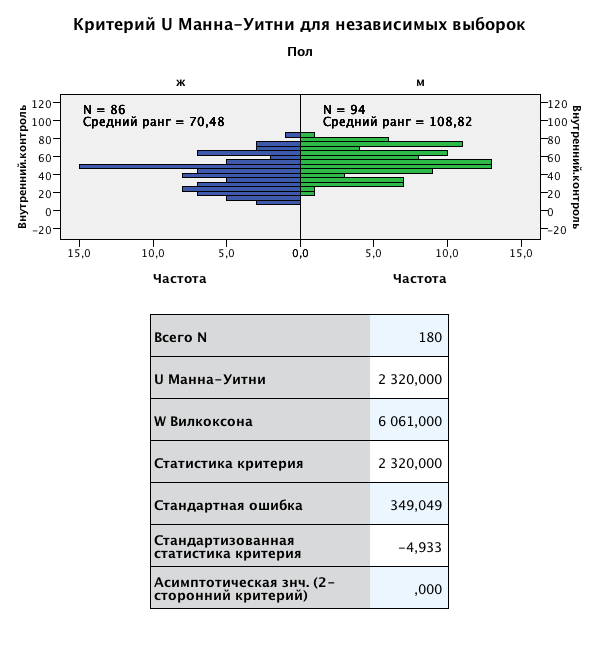 Критерий U Манна-Уитни для независимых выборок
Пол
ж м
N = 86 N = 94
Средний ранг = 70,48 Средний ранг = 108,82
Внутренний.контроль
120
100
80
60
40
20
0
-20
120
100
80
60
40
20
0
-20
Внутренний.контроль
15,0 10,0 5,0 0,0 5,0 10,0 15,0
Частота Частота
Всего N 180
U Манна-Уитни 2 320,000
W Вилкоксона 6 061,000
Статистика критерия 2 320,000
Стандартная ошибка 349,049
Стандартизованная
статистика критерия -4,933
Асимптотическая знч. (2-
сторонний критерий) ,000